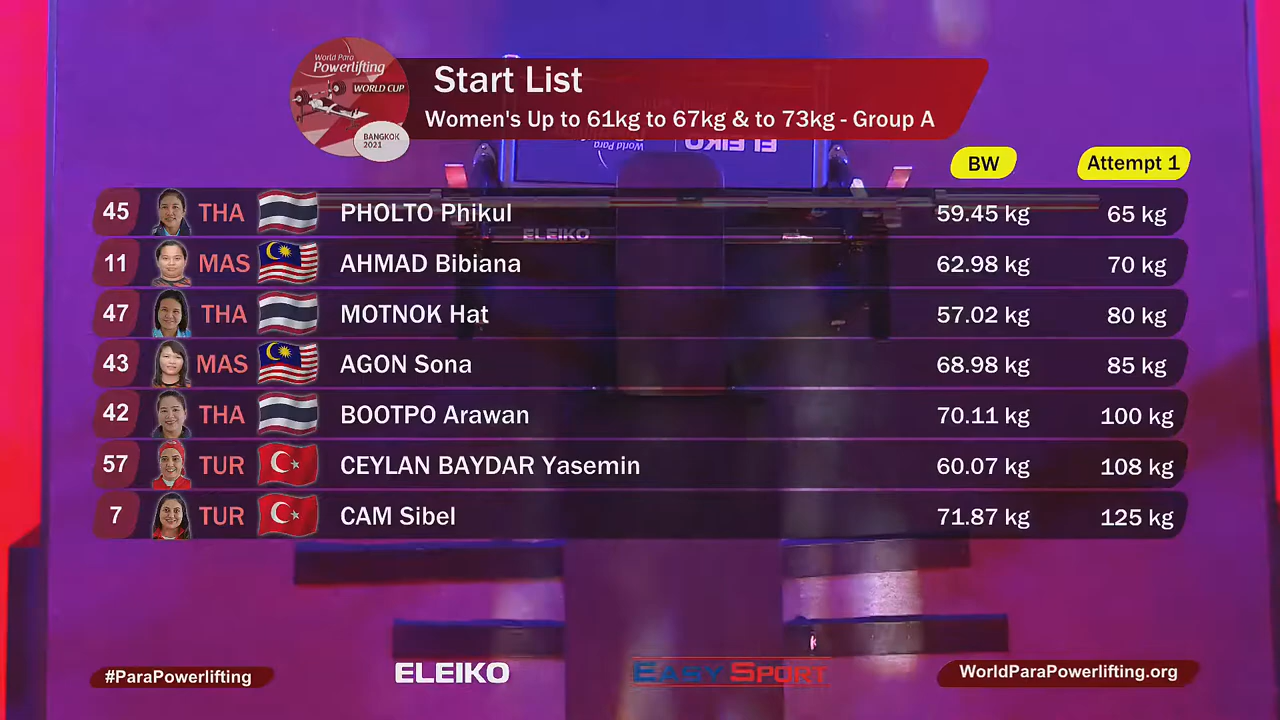 World Para
Powerlifting
WORLD CUP
BANGKOK
2021
Start List
Women's Up to 61kg to 67kg & to 73kg - Group A
BW Attempt 1
45 THA PHOLTO Phikul 59.45 kg 65 kg
11 MAS AHMAD Bibiana 62.98 kg 70 kg
47 THA MOTNOK Hat 57.02 kg 80 kg
43 MAS AGON Sona 68.98 kg 85 kg
42 THA BOOTPO Arawan 70.11 kg 100 kg
57 TUR CEYLAN BAYDAR Yasemin 60.07 kg 108 kg
7 TUR CAM Sibel 71.87 kg 125 kg
ELEIKO
ELEIKO
World Para
#ParaPowerlifting ELEIKO EASY SPORT WorldParaPowerlifting.org